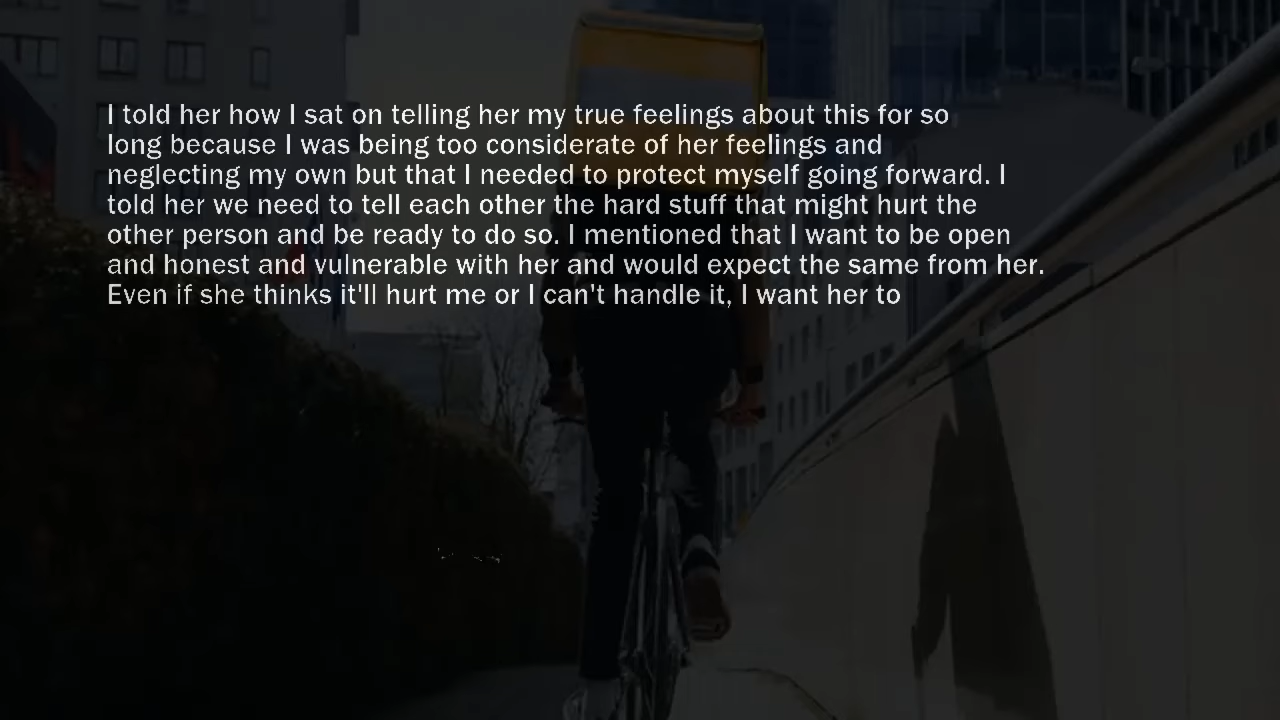 I told her how I sat on telling her my true feelings about this for so
long because I was being too considerate of her feelings and
neglecting my own but that I needed to protect myself going forward. I
told her we need to tell each other the hard stuff that might hurt the
other person and be ready to do so. I mentioned that I want to be open
and honest and vulnerable with her and would expect the same from her.
Even if she thinks it'll hurt me or I can't handle it, I want her to